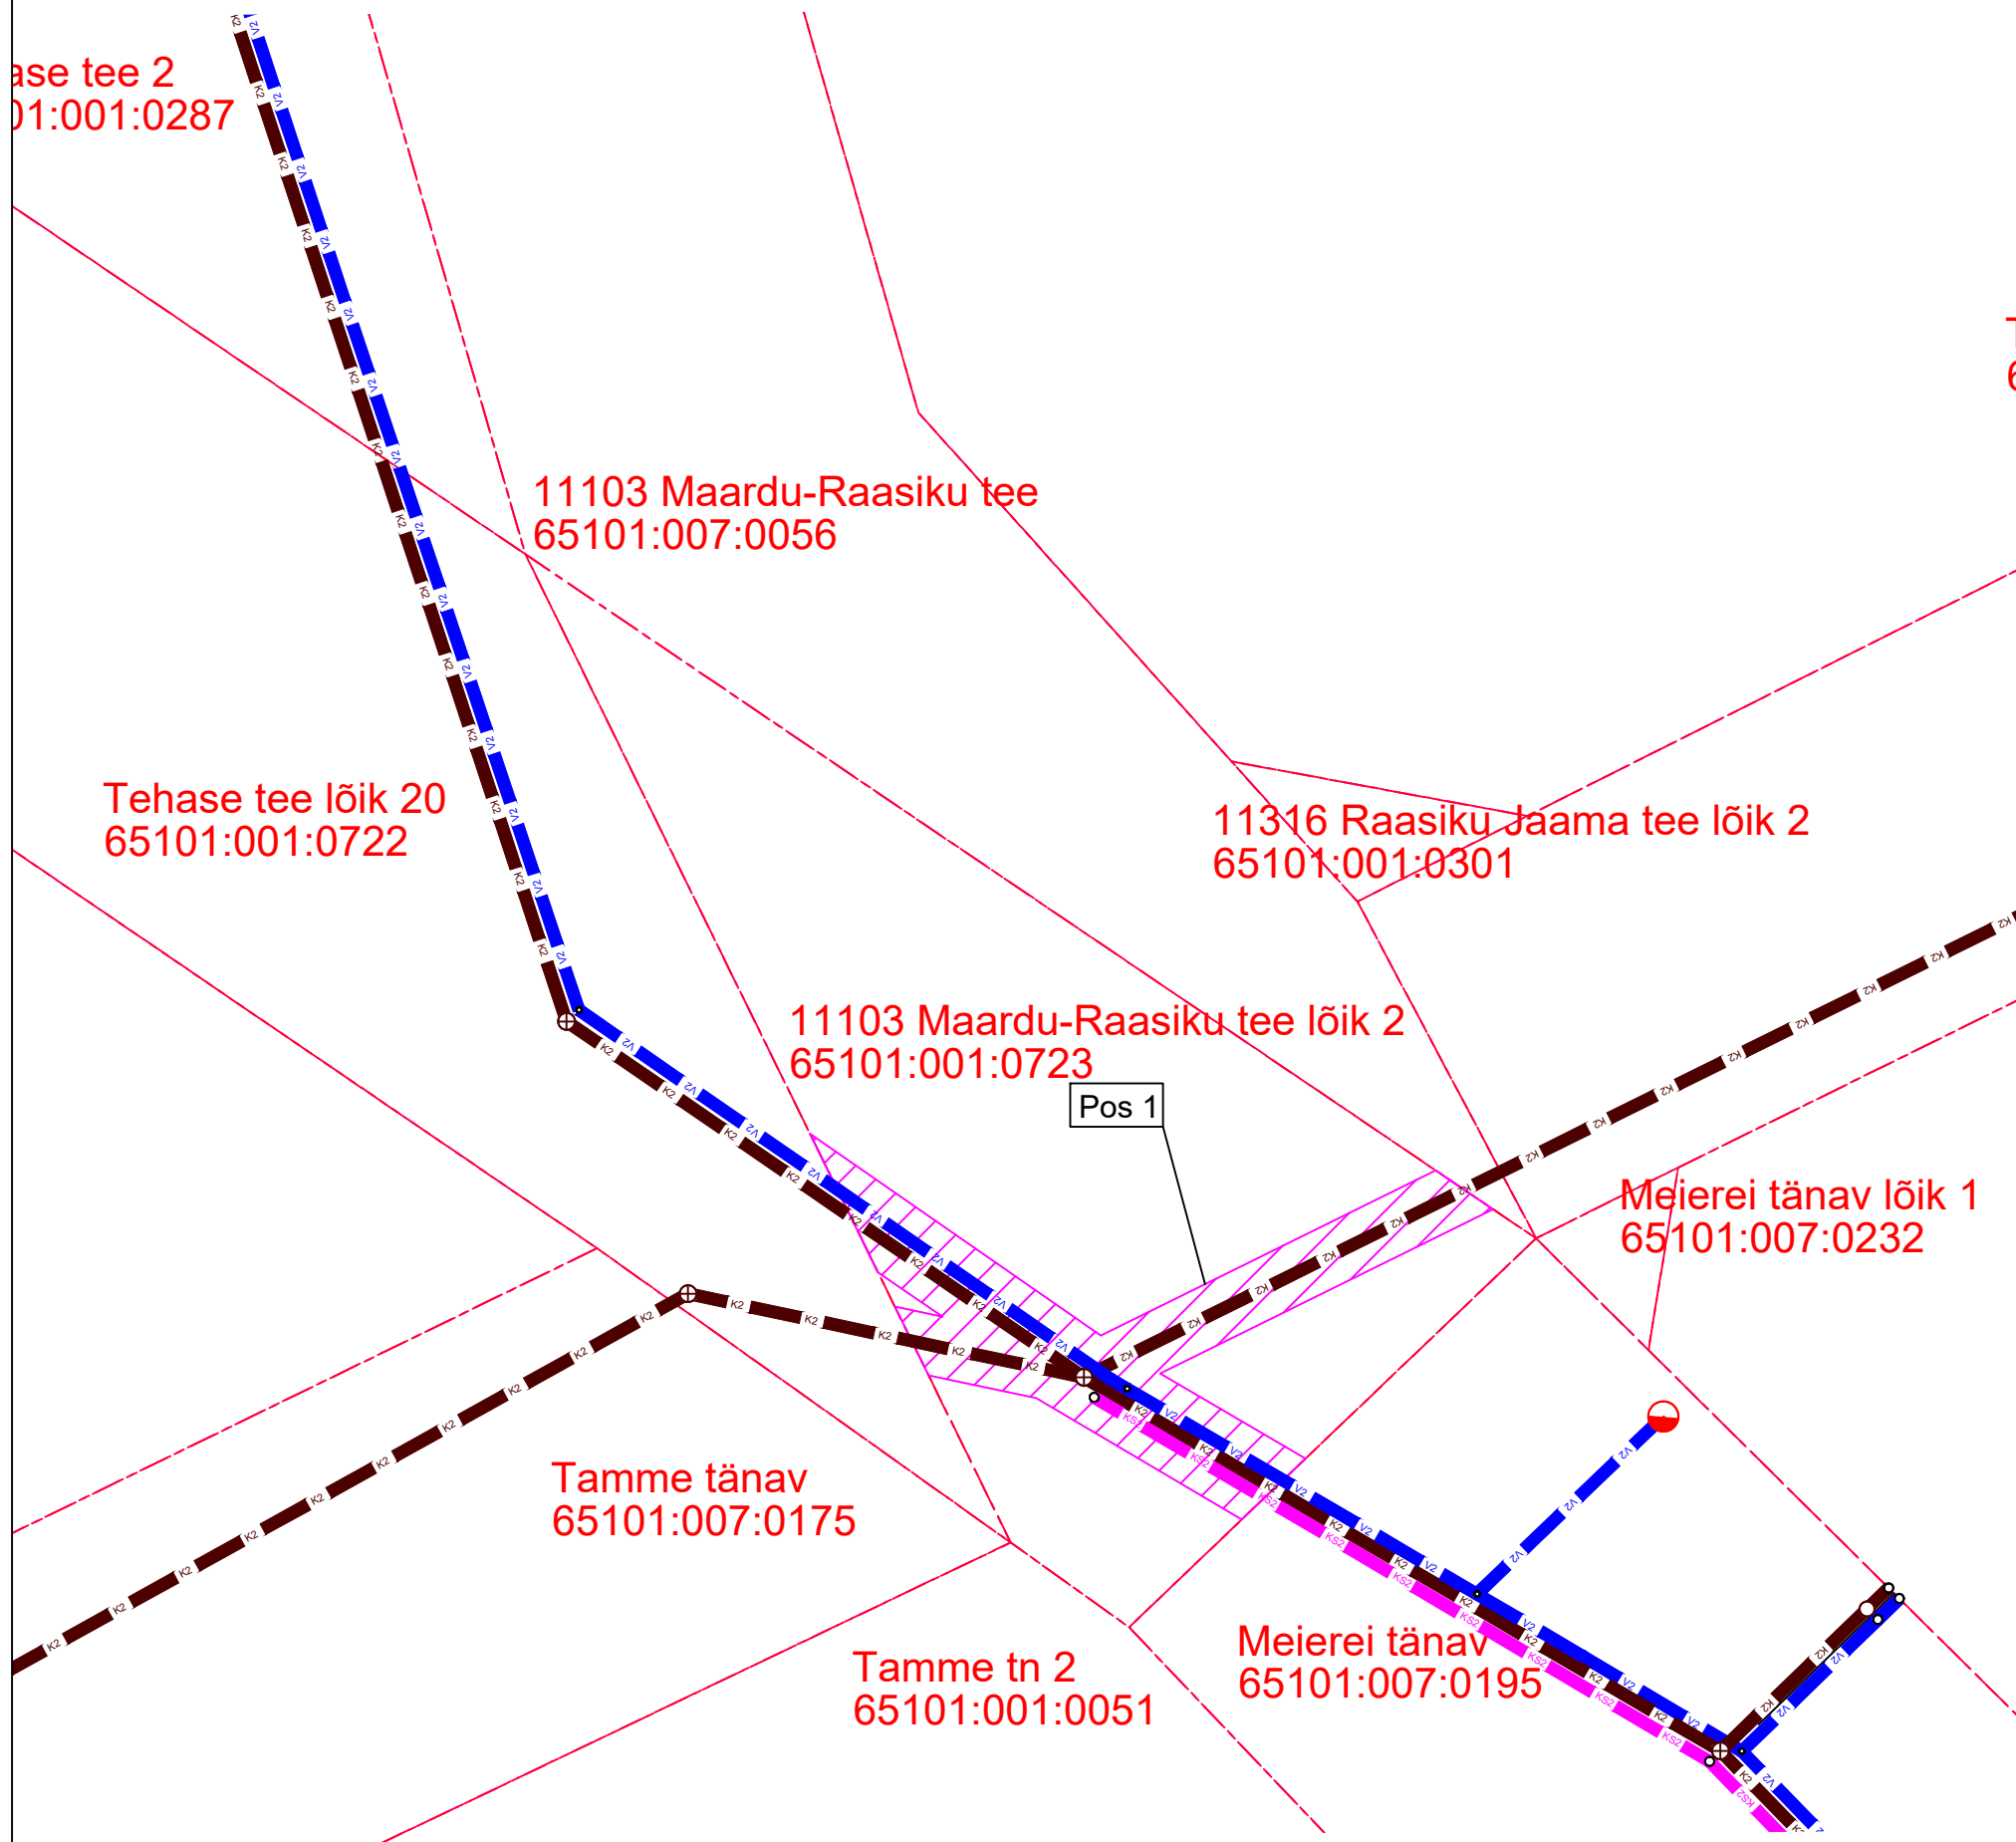 ase tee 2
01:001:0287
11103 Maardu-Raasiku tee
65101:007:0056
Tehase tee lõik 20
65101:001:0722
11316 Raasiku Jaama tee lõik 2
65101:001:0301
11103 Maardu-Raasiku tee lõik 2
65101:001:0723
Pos 1
Meierei tänav lõik 1
65101:007:0232
Tamme tänav
65101:007:0175
Tamme tn 2
65101:001:0051
Meierei tänav
65101:007:0195
K2
V2
KS2